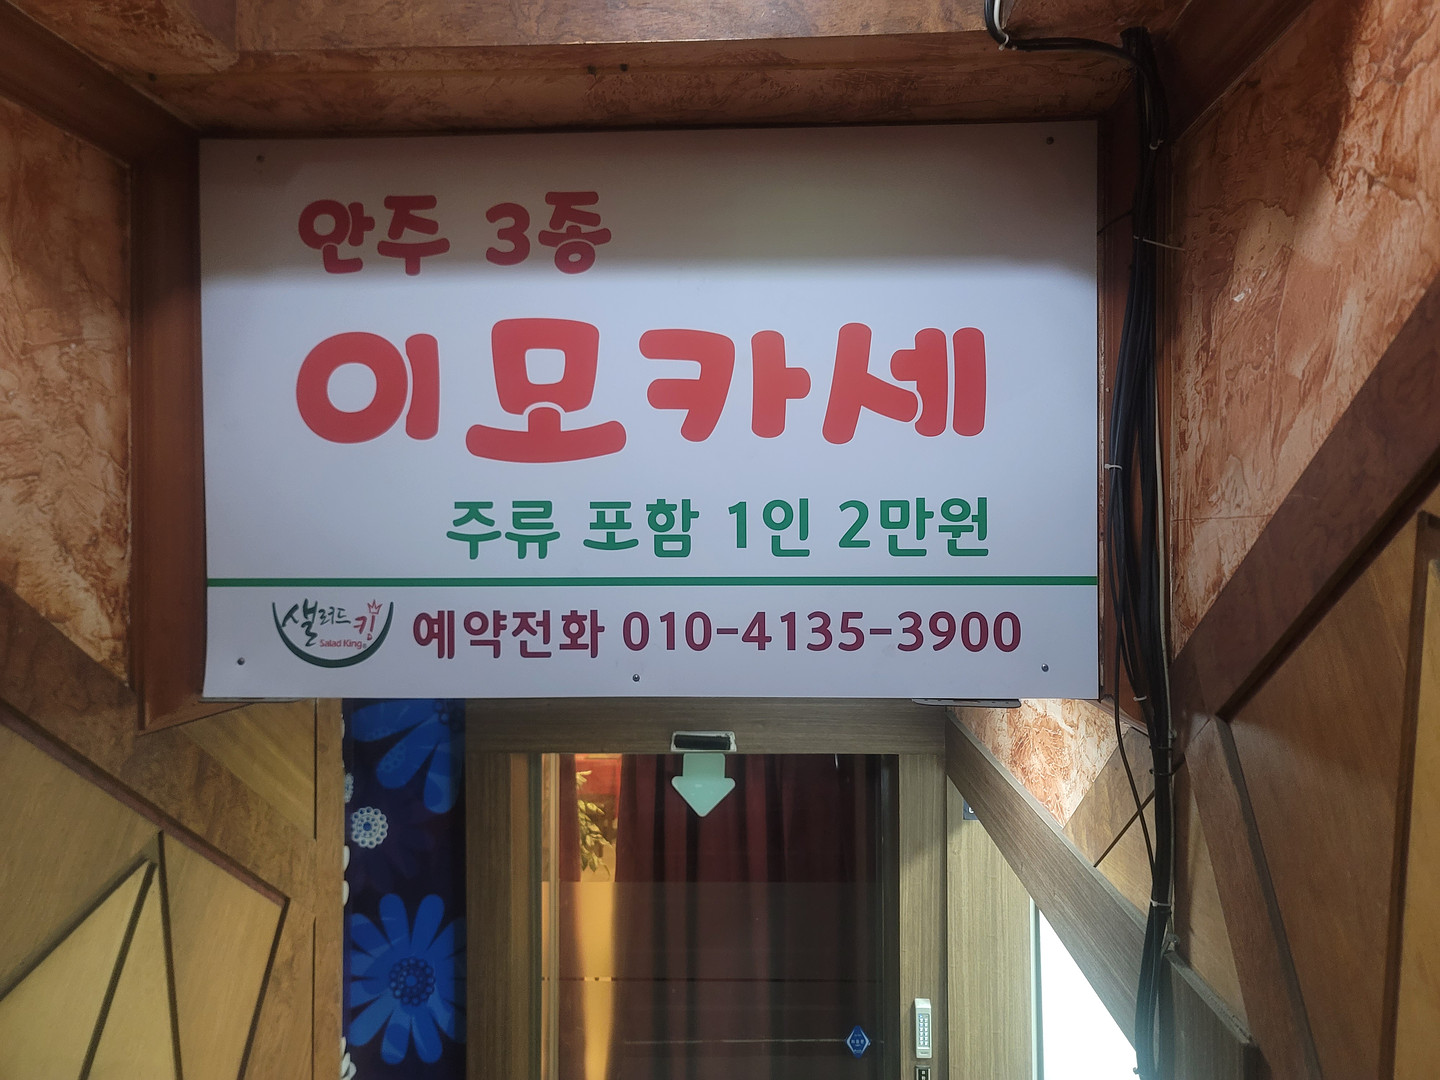 안주 3종
이모카세
주류 포함 1인 2만원
샐러드킹
Salad King
예약전화 010-4135-3900